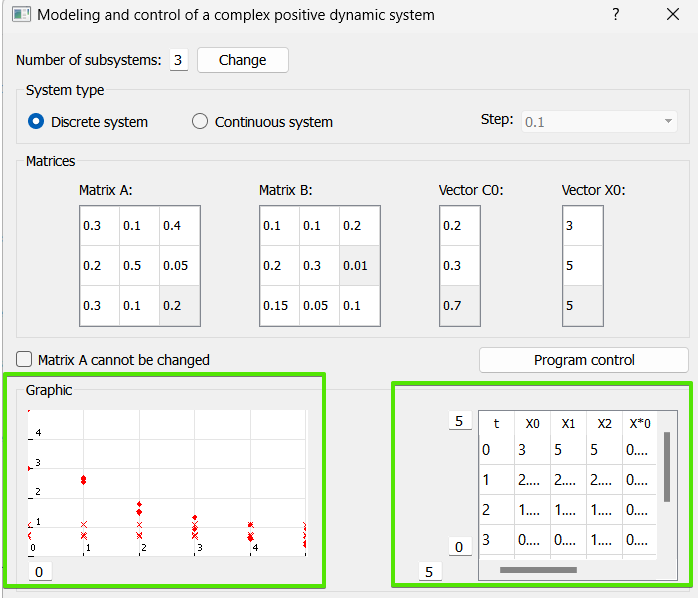 Modeling and control of a complex positive dynamic system
Number of subsystems: 3 Change
System type
Discrete system Continuous system Step: 0.1
Matrices
Matrix A: Matrix B: Vector C0: Vector X0:
0.3 0.1 0.4 0.1 0.1 0.2 0.2 3
0.2 0.5 0.05 0.2 0.3 0.01 0.3 5
0.3 0.1 0.2 0.15 0.05 0.1 0.7 5
Matrix A cannot be changed Program control
Graphic
4
3
2
1
0 1 2 3 4
0
5
0
5
t X0 X1 X2 X*0
0 3 5 5 0....
1 2.... 2.... 2.... 0....
2 1.... 1.... 1.... 0....
3 0.... 0.... 1.... 0....